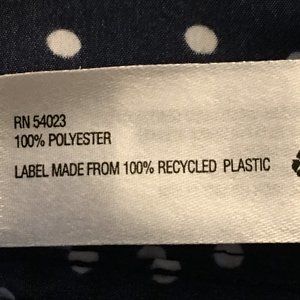 RN 54023
100% POLYESTER
LABEL MADE FROM 100% RECYCLED PLASTIC